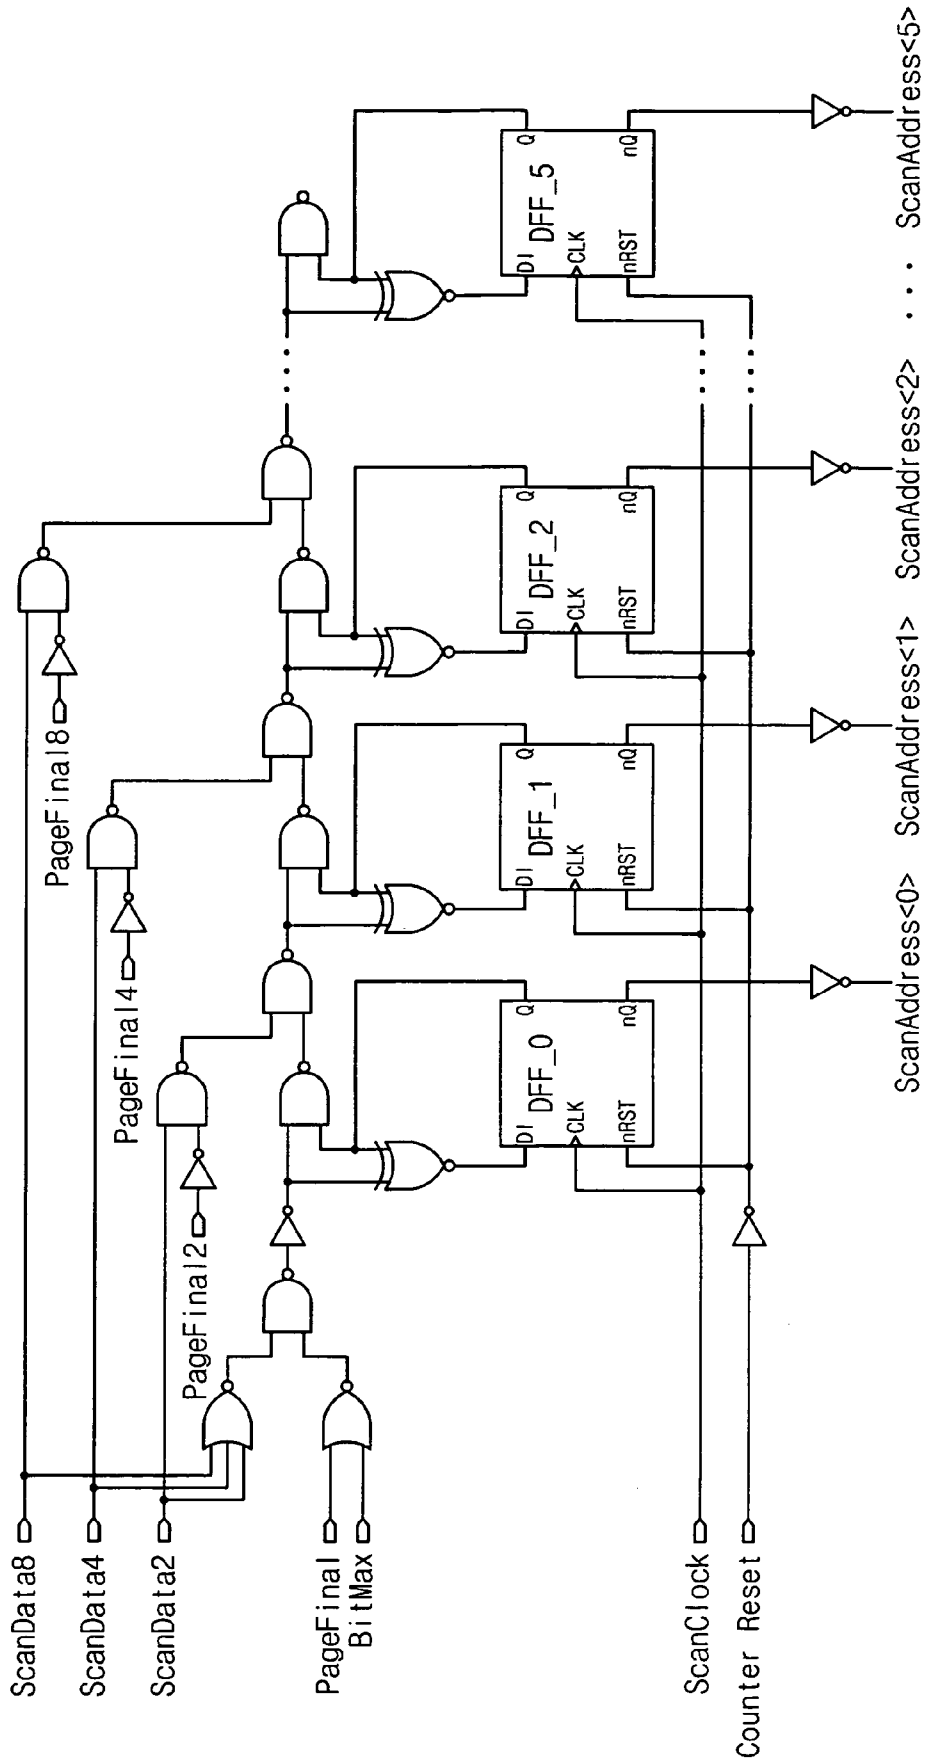 ScanData8
ScanData4
ScanData2
PageFinal
BitMax
ScanClock
Counter Reset
PageFinal2
PageFinal4
PageFinal8
DI
DFF_0
CLK
nRST
Q
nQ
DI
DFF_1
CLK
nRST
Q
nQ
DI
DFF_2
CLK
nRST
Q
nQ
DI
DFF_5
CLK
nRST
Q
nQ
ScanAddress<0>
ScanAddress<1>
ScanAddress<2>
. . .
ScanAddress<5>